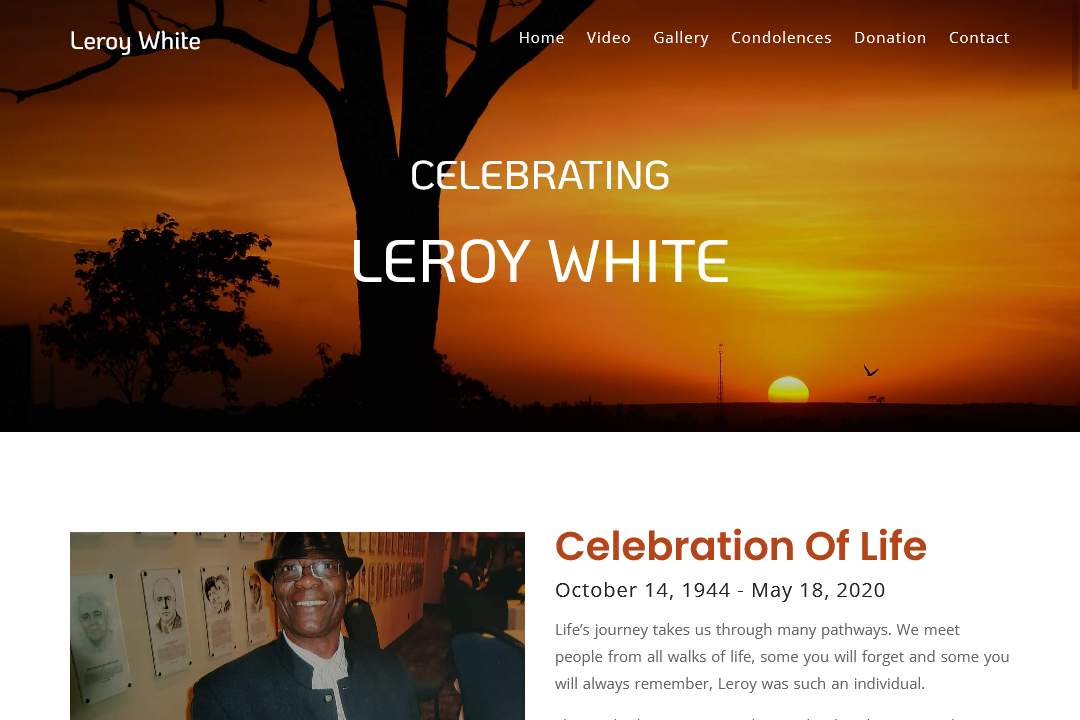 Leroy White
Home Video Gallery Condolences Donation Contact
CELEBRATING
LEROY WHITE
Celebration Of Life
October 14, 1944 - May 18, 2020
Life’s journey takes us through many pathways. We meet
people from all walks of life, some you will forget and some you
will always remember, Leroy was such an individual.